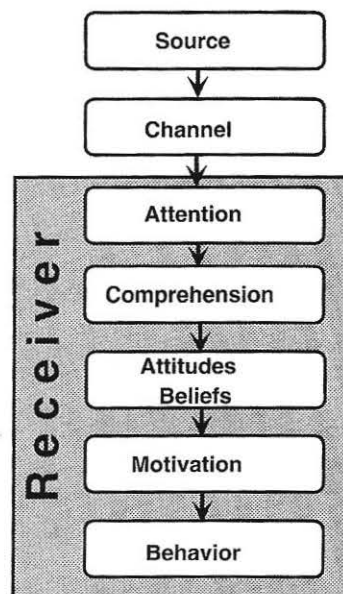 Source
Channel
Receiver
Attention
Comprehension
Attitudes
Beliefs
Motivation
Behavior